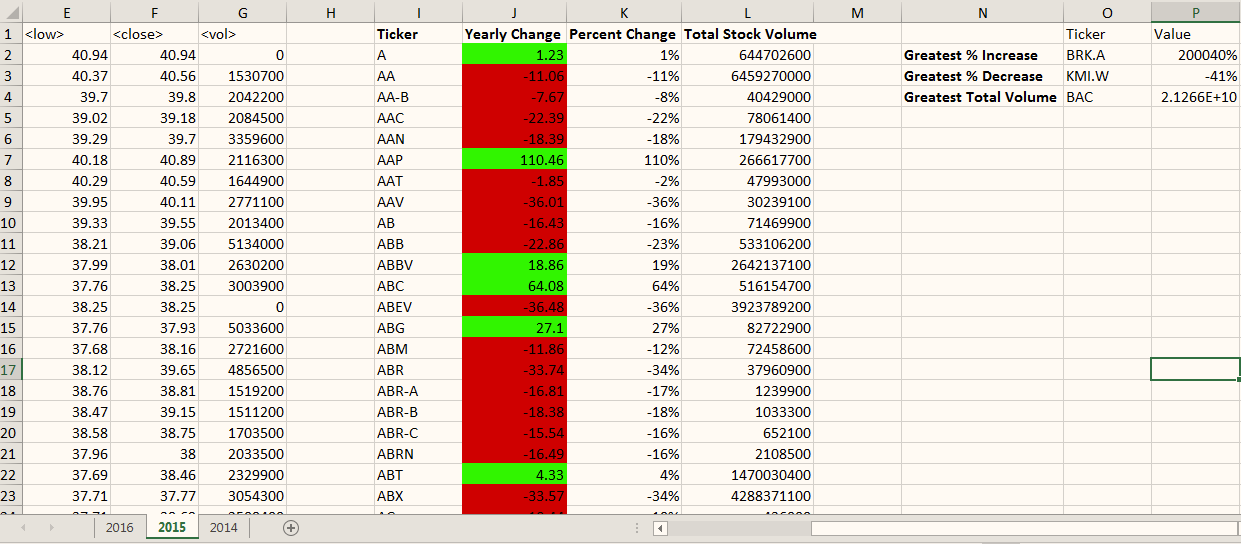 E F G H I J K L M N O P
1 <low> <close> <vol> Ticker Yearly Change Percent Change Total Stock Volume Ticker Value
2 40.94 40.94 0 A 1.23 1% 644702600 Greatest % Increase BRK.A 200040%
3 40.37 40.56 1530700 AA -11.06 -11% 6459270000 Greatest % Decrease KMI.W -41%
4 39.7 39.8 2042200 AA-B -7.67 -8% 40429000 Greatest Total Volume BAC 2.1266E+10
5 39.02 39.18 2084500 AAC -22.39 -22% 78061400
6 39.29 39.7 3359600 AAN -18.39 -18% 179432900
7 40.18 40.89 2116300 AAP 110.46 110% 266617700
8 40.29 40.59 1644900 AAT -1.85 -2% 47993000
9 39.95 40.11 2771100 AAV -36.01 -36% 30239100
10 39.33 39.55 2013400 AB -16.43 -16% 71469900
11 38.21 39.06 5134000 ABB -22.86 -23% 533106200
12 37.99 38.01 2630200 ABBV 18.86 19% 2642137100
13 37.76 38.25 3003900 ABC 64.08 64% 516154700
14 38.25 38.25 0 ABEV -36.48 -36% 3923789200
15 37.76 37.93 5033600 ABG 27.1 27% 82722900
16 37.68 38.16 2721600 ABM -11.86 -12% 72458600
17 38.12 39.65 4856500 ABR -33.74 -34% 37960900
18 38.76 38.81 1519200 ABR-A -16.81 -17% 1239900
19 38.47 39.15 1511200 ABR-B -18.38 -18% 1033300
20 38.58 38.75 1703500 ABR-C -15.54 -16% 652100
21 37.96 38 2033500 ABRN -16.49 -16% 2108500
22 37.69 38.46 2329900 ABT 4.33 4% 1470030400
23 37.71 37.77 3054300 ABX -33.57 -34% 4288371100
2016 2015 2014